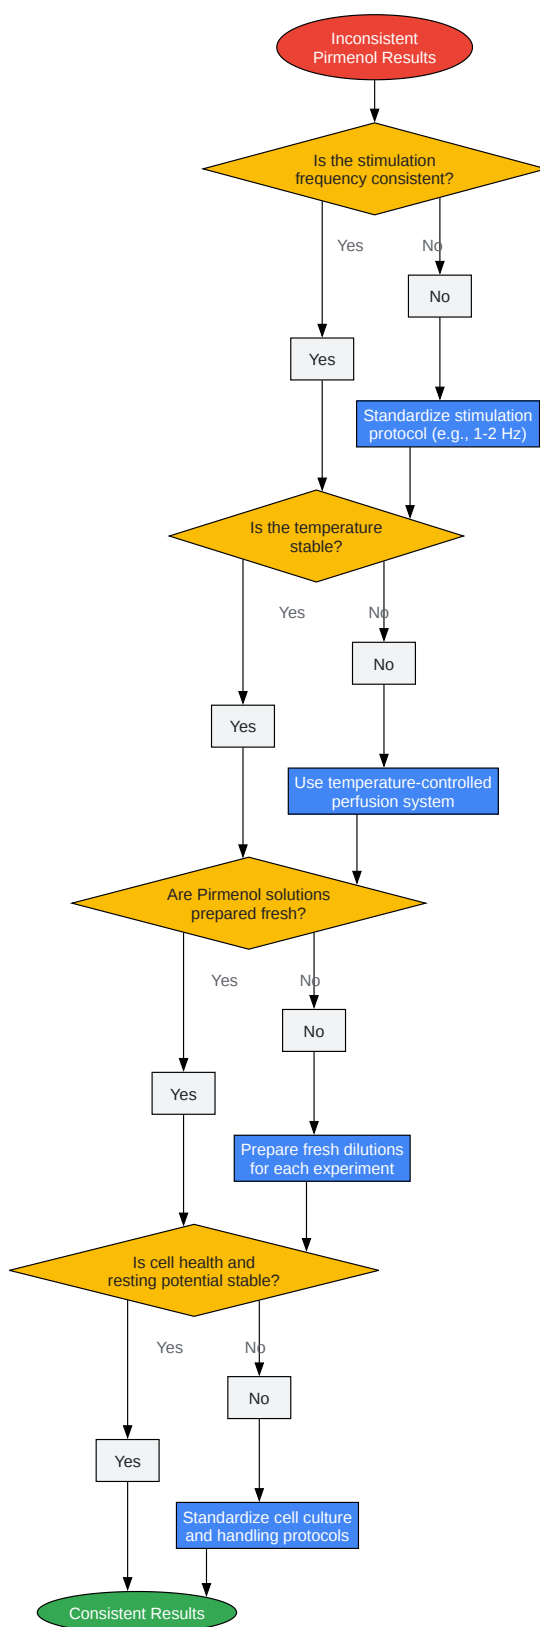 Inconsistent
Pirmenol Results
Is the stimulation
frequency consistent?
Yes
No
No
Yes
Standardize stimulation
protocol (e.g., 1-2 Hz)
Is the temperature
stable?
Yes
No
No
Yes
Use temperature-controlled
perfusion system
Are Pirmenol solutions
prepared fresh?
Yes
No
No
Yes
Prepare fresh dilutions
for each experiment
Is cell health and
resting potential stable?
Yes
No
No
Yes
Standardize cell culture
and handling protocols
Consistent Results